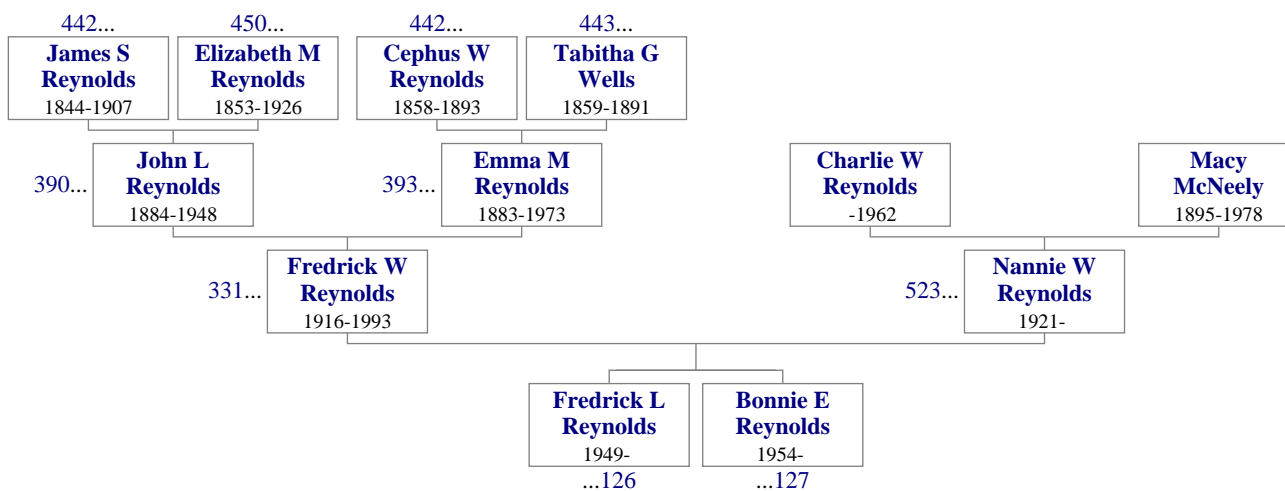 442...
450...
442...
443...
James S
Reynolds
1844-1907
Elizabeth M
Reynolds
1853-1926
Cephus W
Reynolds
1858-1893
Tabitha G
Wells
1859-1891
390...
John L
Reynolds
1884-1948
393...
Emma M
Reynolds
1883-1973
Charlie W
Reynolds
-1962
Macy
McNeely
1895-1978
331...
Fredrick W
Reynolds
1916-1993
523...
Nannie W
Reynolds
1921-
Fredrick L
Reynolds
1949-
...126
Bonnie E
Reynolds
1954-
...127